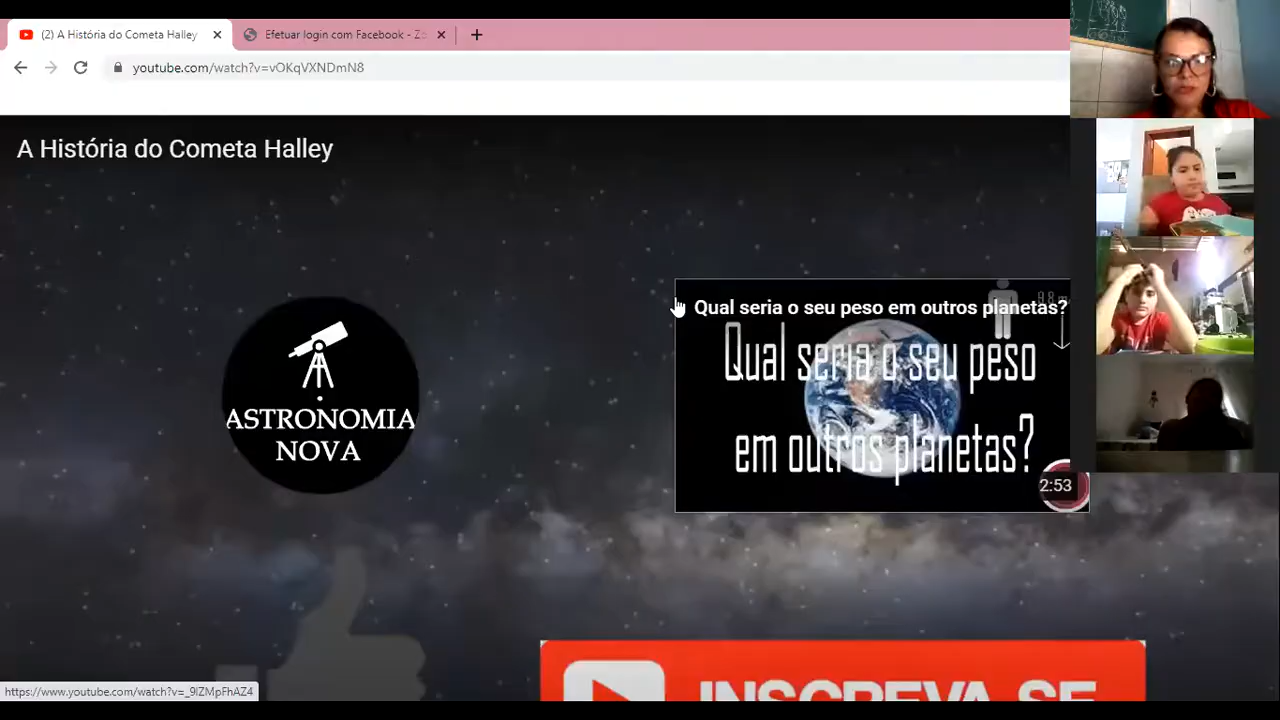 (2) A História do Cometa Halley
Efetuar login com Facebook - Zo
youtube.com/watch?v=vOKqVXNDmN8
A História do Cometa Halley
Qual seria o seu peso em outros planetas?
Qual seria o seu peso
em outros planetas?
2:53
ASTRONOMIA
NOVA
INSCREVA-SE
https://www.youtube.com/watch?v=_9lZMpFhAZ4